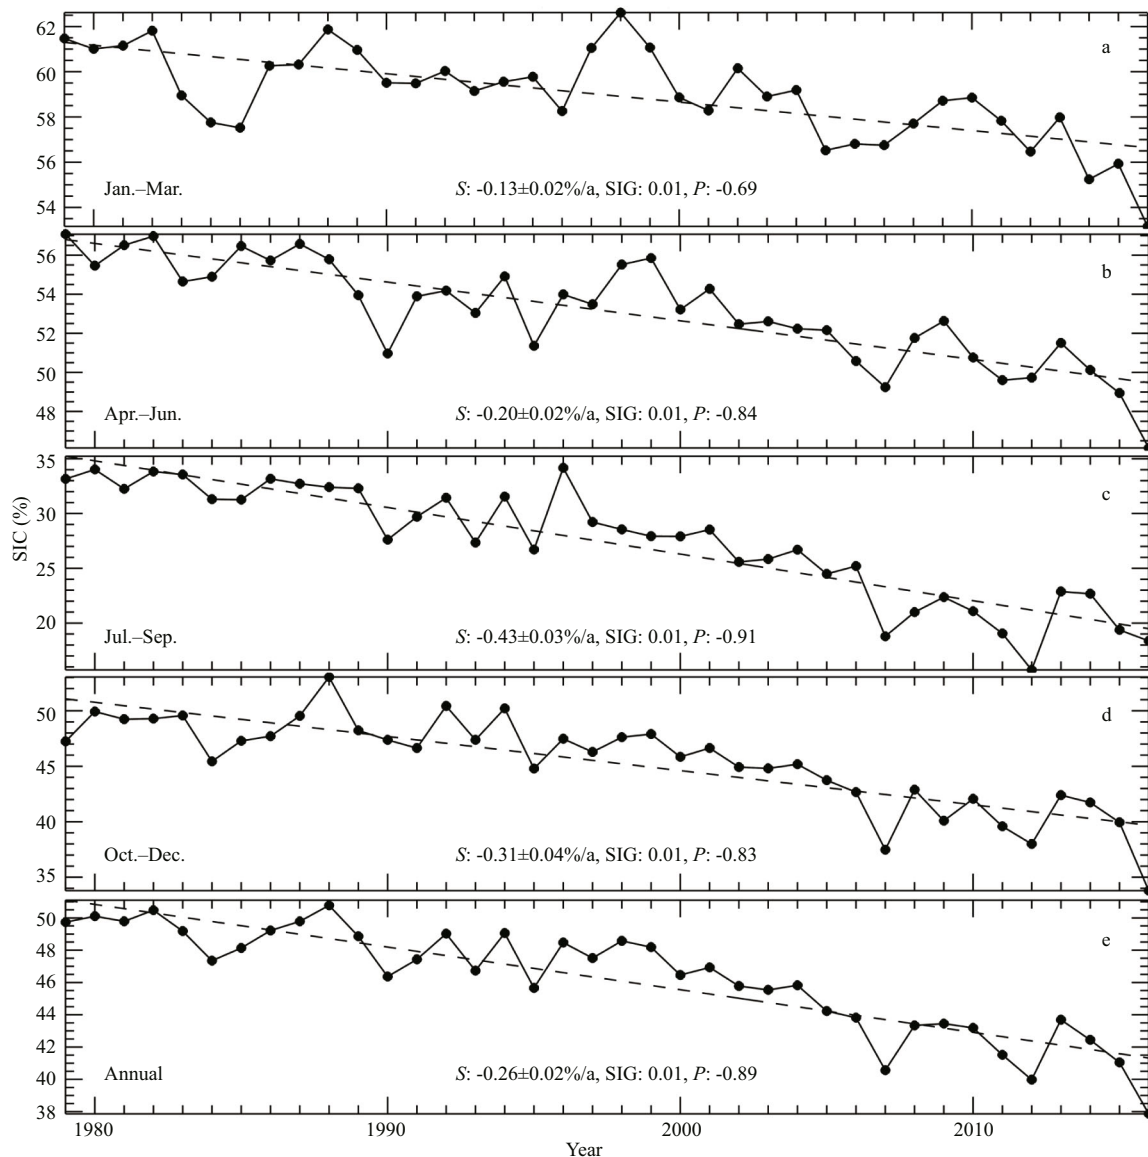 62
60
58
56
54
a
Jan.–Mar.
S: -0.13±0.02%/a, SIG: 0.01, P: -0.69
56
54
52
50
48
b
Apr.–Jun.
S: -0.20±0.02%/a, SIG: 0.01, P: -0.84
SIC (%)
35
30
25
20
c
Jul.–Sep.
S: -0.43±0.03%/a, SIG: 0.01, P: -0.91
50
45
40
35
d
Oct.–Dec.
S: -0.31±0.04%/a, SIG: 0.01, P: -0.83
50
48
46
44
42
40
38
e
Annual
S: -0.26±0.02%/a, SIG: 0.01, P: -0.89
1980 1990 2000 2010
Year